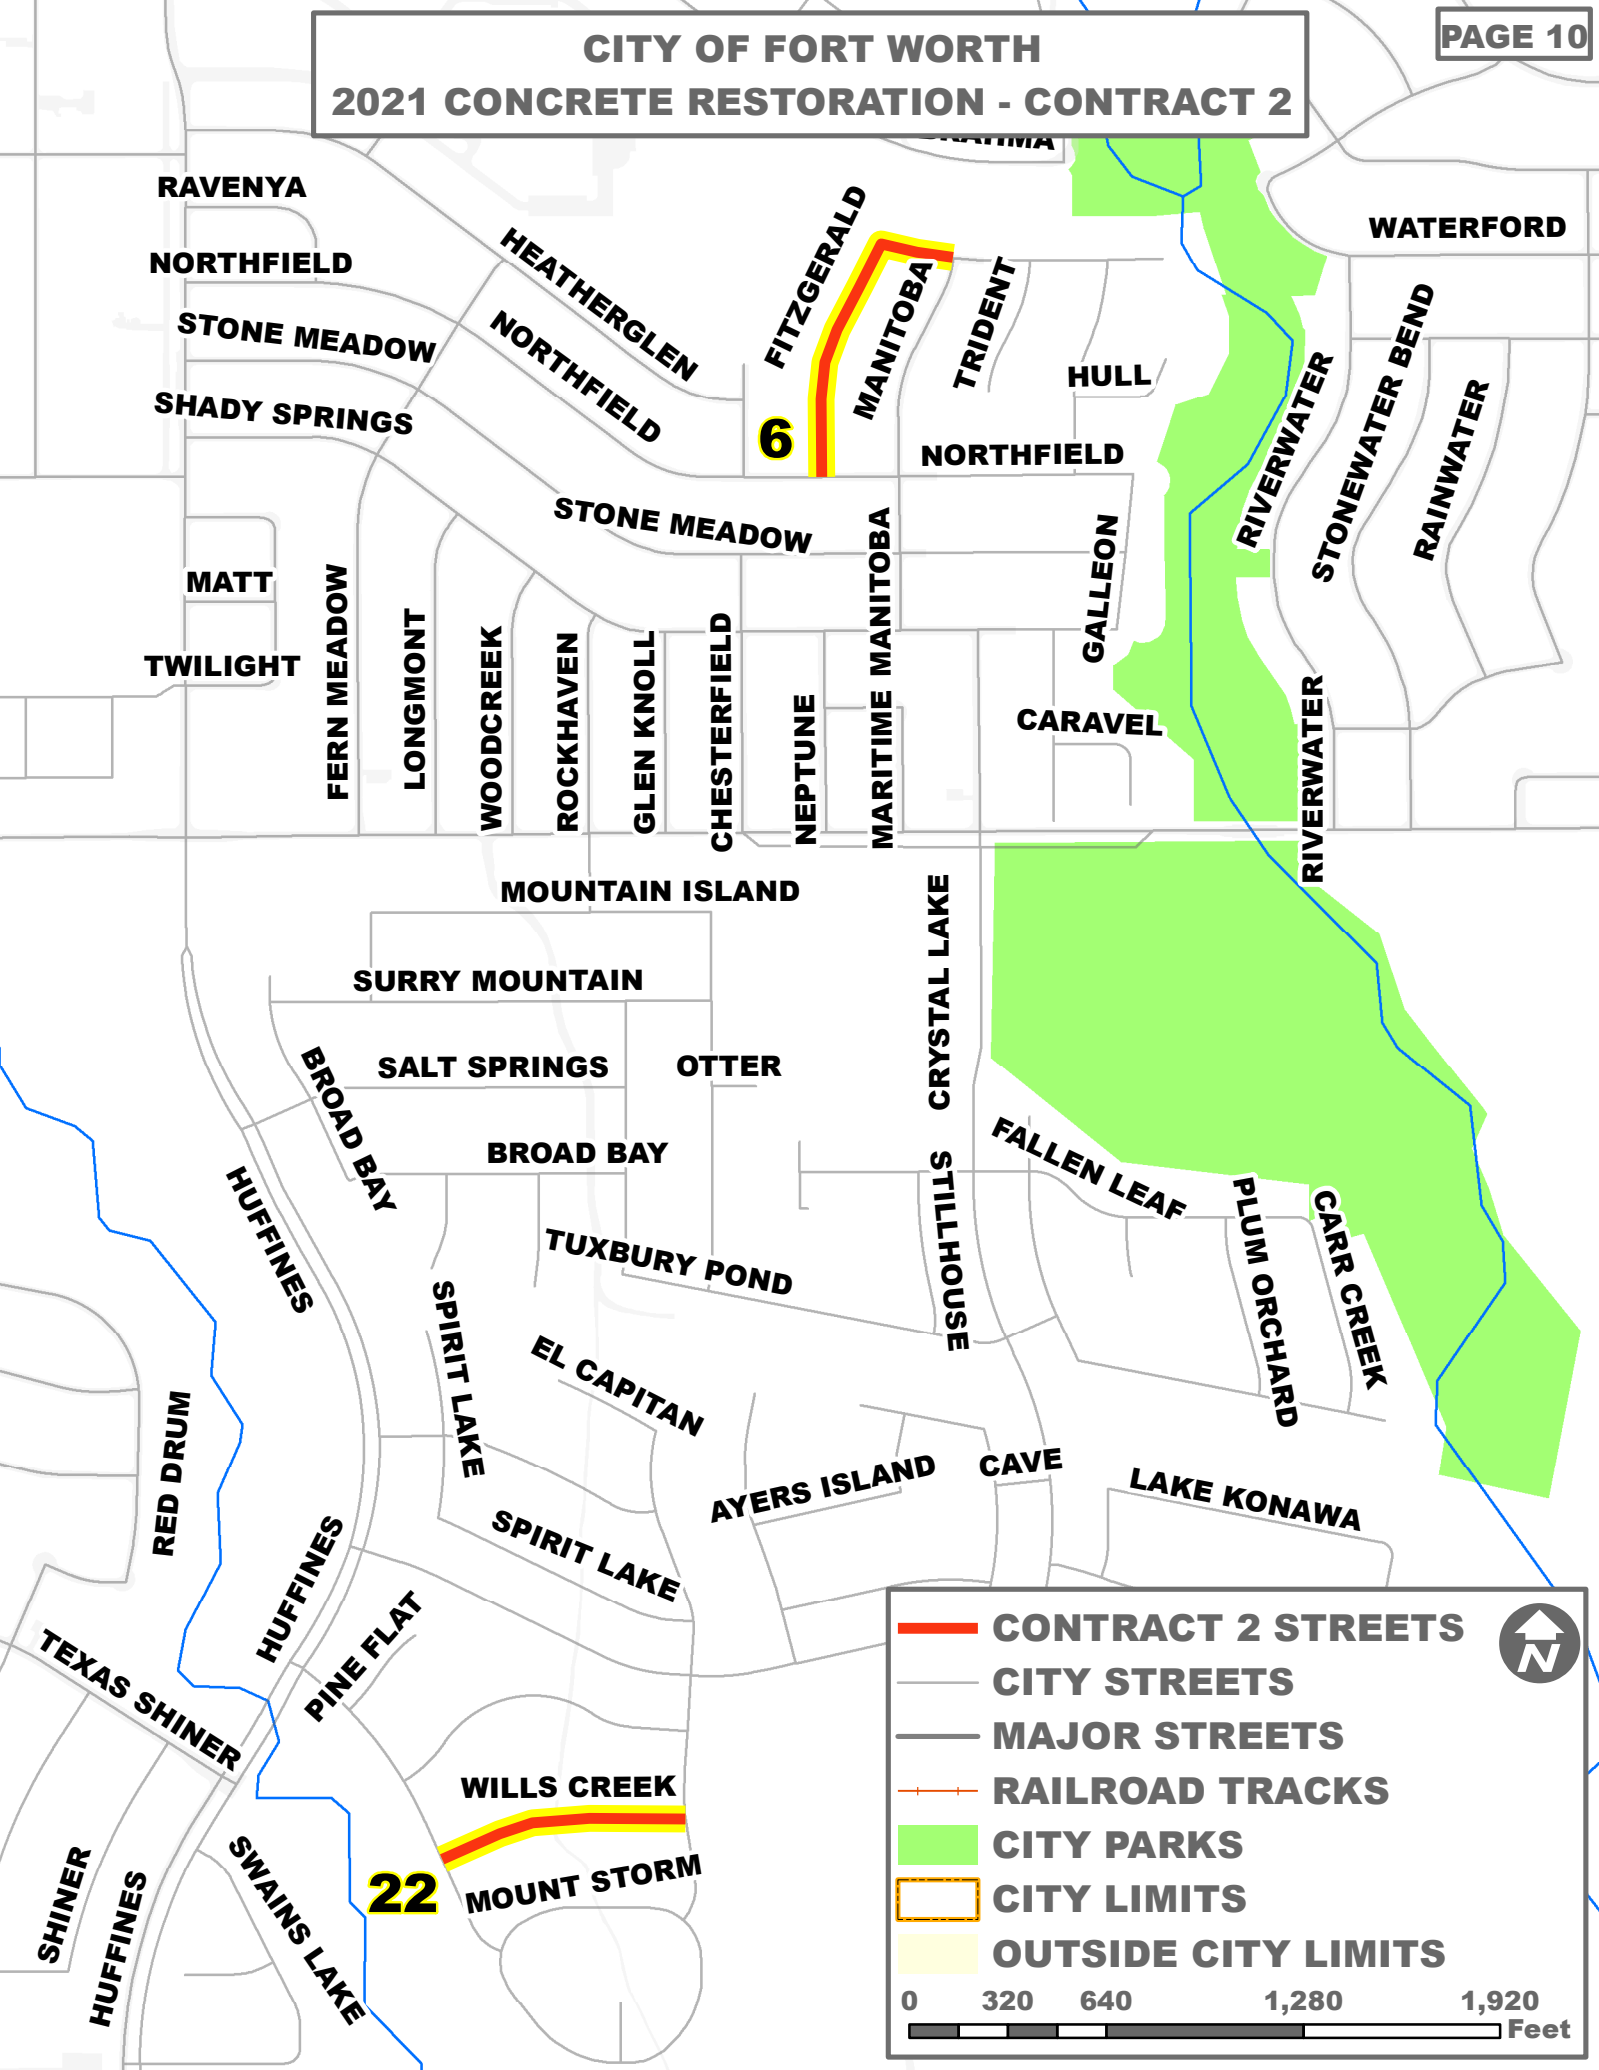 CITY OF FORT WORTH
2021 CONCRETE RESTORATION - CONTRACT 2
PAGE 10
RAVENYA
WATERFORD
NORTHFIELD
HEATHERGLEN
FITZGERALD
MANITOBA
TRIDENT
STONE MEADOW
NORTHFIELD
HULL
RIVERWATER
STONEWATER BEND
RAINWATER
SHADY SPRINGS
6
NORTHFIELD
STONE MEADOW
MANITOBA
GALLEON
MATT
TWILIGHT
FERN MEADOW
LONGMONT
WOODCREEK
ROCKHAVEN
GLEN KNOLL
CHESTERFIELD
NEPTUNE
MARITIME
CARAVEL
RIVERWATER
MOUNTAIN ISLAND
CRYSTAL LAKE
SURRY MOUNTAIN
SALT SPRINGS
OTTER
BROAD BAY
BROAD BAY
FALLEN LEAF
STILLHOUSE
PLUM ORCHARD
CARR CREEK
HUFFINES
TUXBURY POND
SPIRIT LAKE
EL CAPITAN
RED DRUM
AYERS ISLAND
CAVE
LAKE KONAWA
SPIRIT LAKE
HUFFINES
PINE FLAT
TEXAS SHINER
WILLS CREEK
22
MOUNT STORM
SHINER
HUFFINES
SWAINS LAKE
CONTRACT 2 STREETS
N
CITY STREETS
MAJOR STREETS
RAILROAD TRACKS
CITY PARKS
CITY LIMITS
OUTSIDE CITY LIMITS
0 320 640 1,280 1,920
Feet